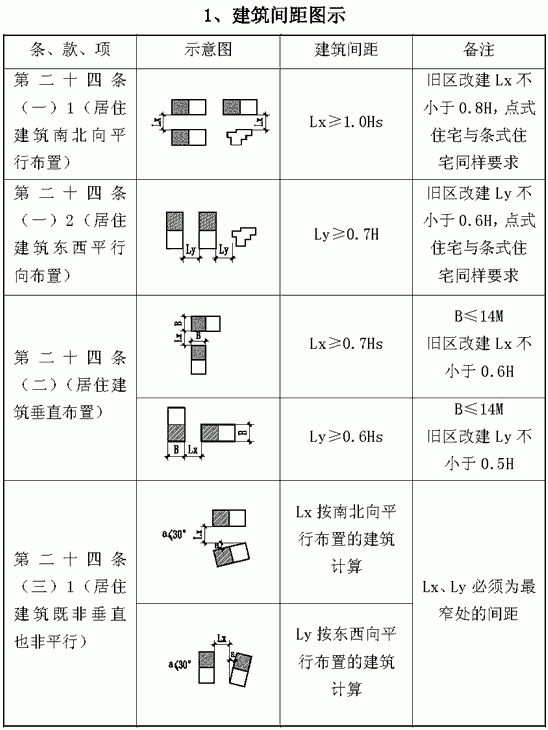 1、建筑间距图示
条、款、项
示意图
建筑间距
备注
第二十四条
（一）1（居住
建筑南北向平
行布置）
Lx
Lx
Lx≥1.0Hs
旧区改建 Lx 不
小于0.8H，点式
住宅与条式住
宅同样要求
第二十四条
（一）2（居住
建筑东西平行
向布置）
Ly
Ly
Ly≥0.7H
旧区改建 Ly 不
小于0.6H，点式
住宅与条式住
宅同样要求
第二十四条
（二）（居住建
筑垂直布置）
B
Lx
B
Lx≥0.7Hs
B≤14M
旧区改建 Lx 不
小于 0.6H
B
Lx
B
Ly≥0.6Hs
B≤14M
旧区改建 Ly 不
小于 0.5H
第二十四条
（三）1（居住
建筑既非垂直
也非平行）
a≤30°
Lx
Lx 按南北向平
行布置的建筑
计算
Lx、Ly 必须为最
窄处的间距
Lx
a≤30°
Ly 按东西向平
行布置的建筑
计算